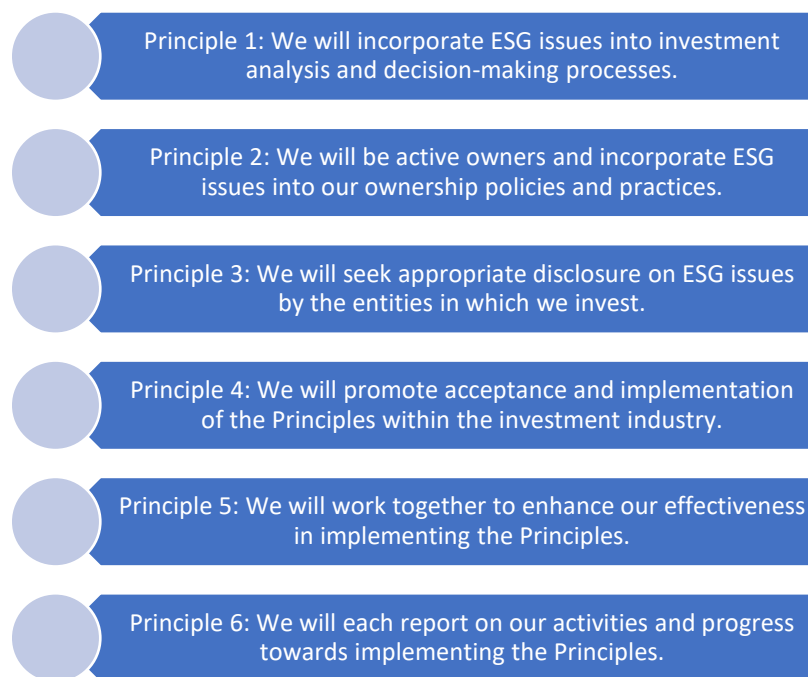 Principle 1: We will incorporate ESG issues into investment
analysis and decision-making processes.
Principle 2: We will be active owners and incorporate ESG
issues into our ownership policies and practices.
Principle 3: We will seek appropriate disclosure on ESG issues
by the entities in which we invest.
Principle 4: We will promote acceptance and implementation
of the Principles within the investment industry.
Principle 5: We will work together to enhance our effectiveness
in implementing the Principles.
Principle 6: We will each report on our activities and progress
towards implementing the Principles.